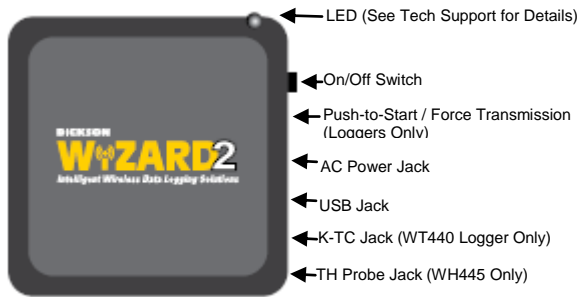 LED (See Tech Support for Details)
On/Off Switch
Push-to-Start / Force Transmission
(Loggers Only)
AC Power Jack
USB Jack
K-TC Jack (WT440 Logger Only)
TH Probe Jack (WH445 Only)
DICKSON
WIZARD2
Intelligent Wireless Data Logging Solutions